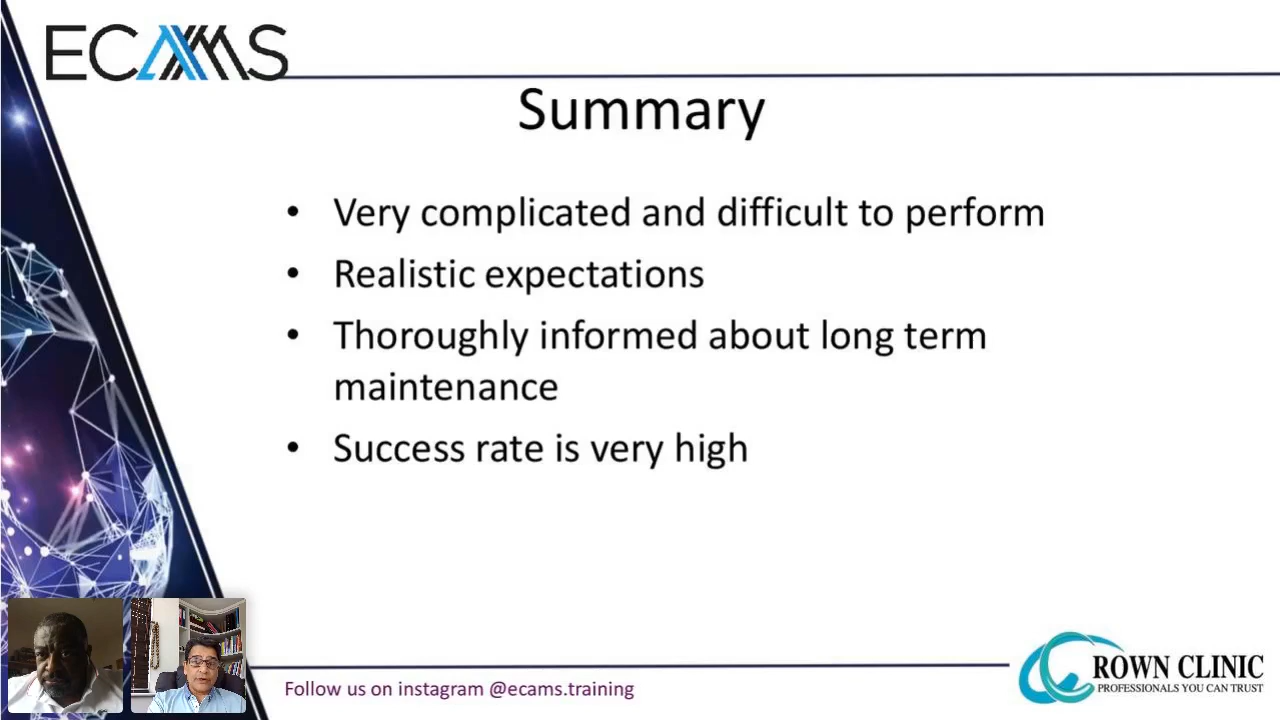 ECAMS
Summary
• Very complicated and difficult to perform
• Realistic expectations
• Thoroughly informed about long term
maintenance
• Success rate is very high
Follow us on instagram @ecams.training
CROWN CLINIC
PROFESSIONALS YOU CAN TRUST